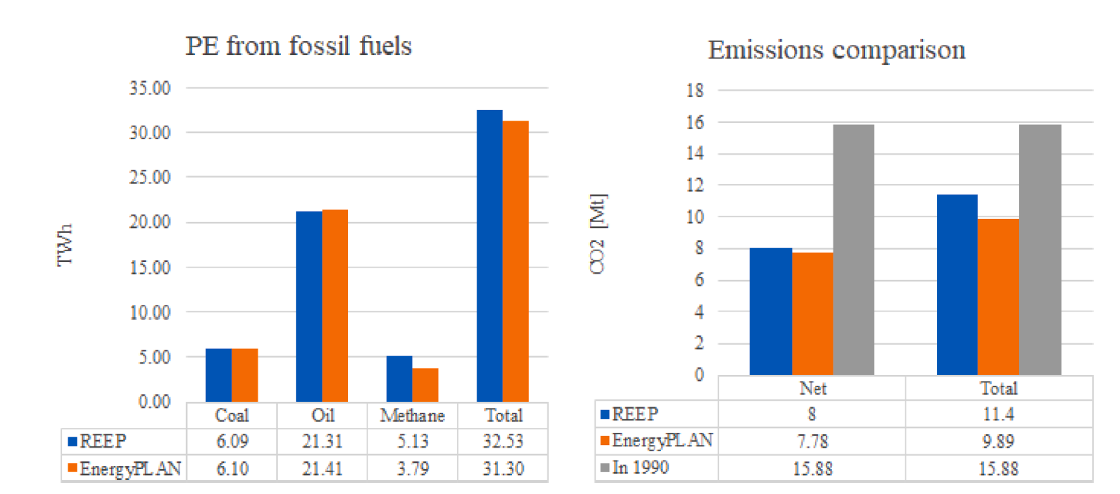 PE from fossil fuels
35.00
30.00
25.00
20.00
15.00
10.00
5.00
0.00
TWh
Coal Oil Methane Total
REEP 6.09 21.31 5.13 32.53
EnergyPLAN 6.10 21.41 3.79 31.30
Emissions comparison
18
16
14
12
10
8
6
4
2
0
CO2 [Mt]
Net Total
REEP 8 11.4
EnergyPLAN 7.78 9.89
In 1990 15.88 15.88